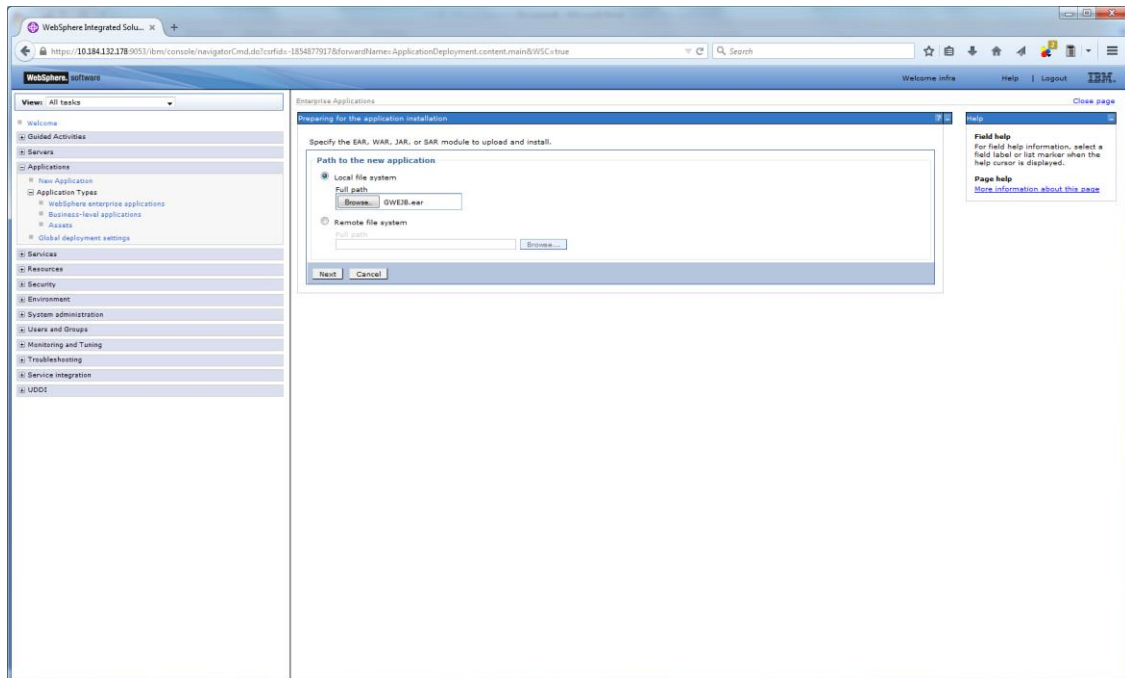 WebSphere Integrated Solu...
https://10.184.132.178:9053/ibm/console/navigatorCmd.do?csrfid=-1854877917&forwardName=ApplicationDeployment.content.main&WSC=true
Search
2
WebSphere. software
Welcome infra
Help | Logout
IBM.
View: All tasks
Welcome
Guided Activities
Servers
Applications
New Application
Application Types
WebSphere enterprise applications
Business-level applications
Assets
Global deployment settings
Services
Resources
Security
Environment
System administration
Users and Groups
Monitoring and Tuning
Troubleshooting
Service integration
UDDI
Enterprise Applications
Close page
Preparing for the application installation
Specify the EAR, WAR, JAR, or SAR module to upload and install.
Path to the new application
Local file system
Full path
Browse... GWEJB.ear
Remote file system
Full path
Browse...
Next Cancel
Help
Field help
For field help information, select a
field label or list marker when the
help cursor is displayed.
Page help
More information about this page